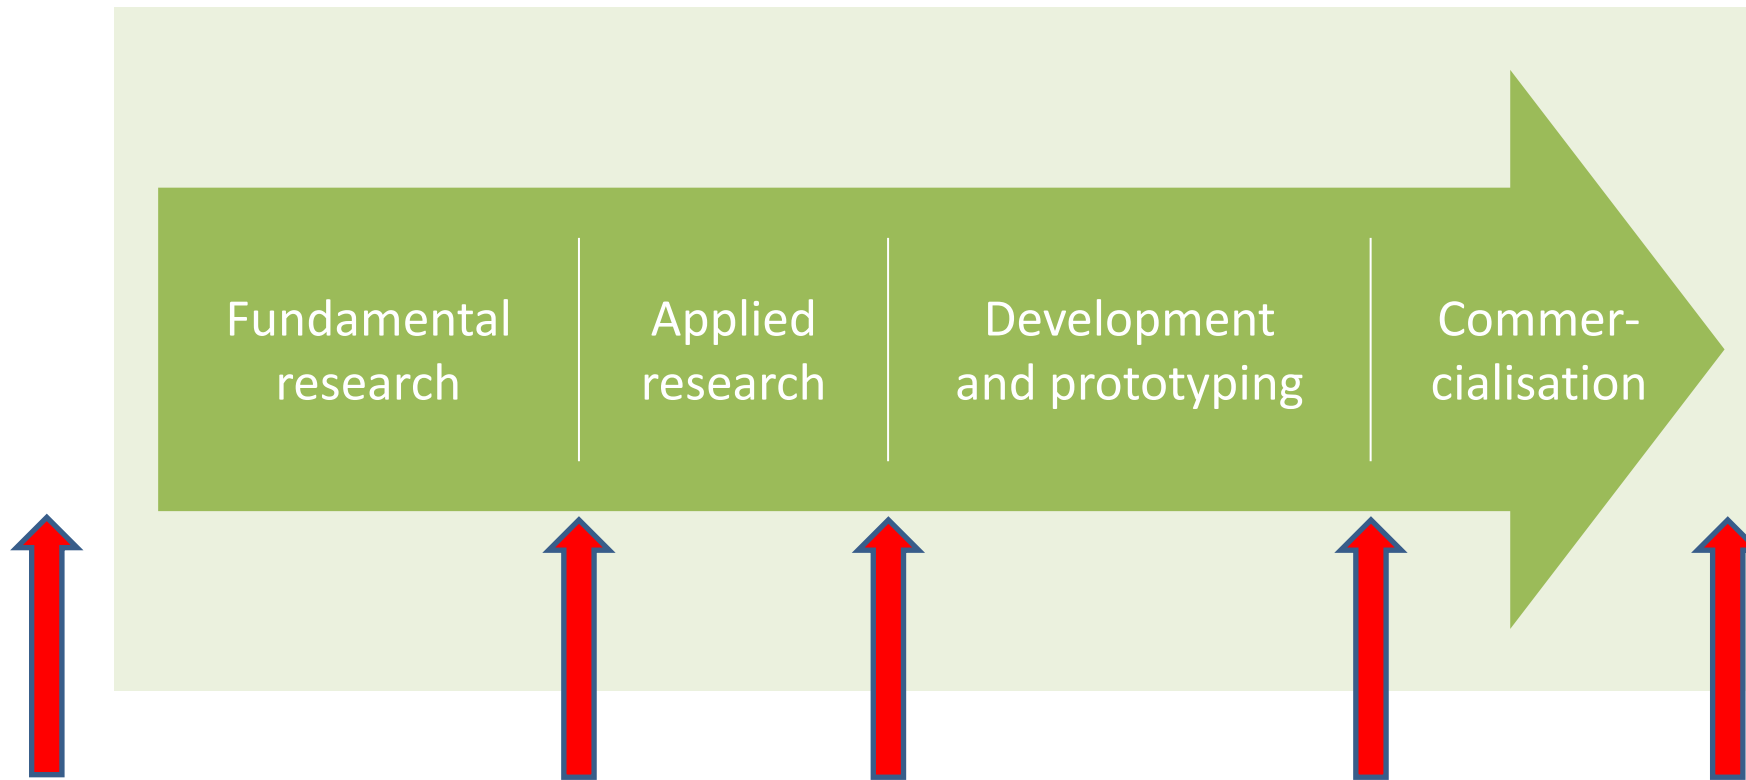 Fundamental
research
Applied
research
Development
and prototyping
Commer-
cialisation